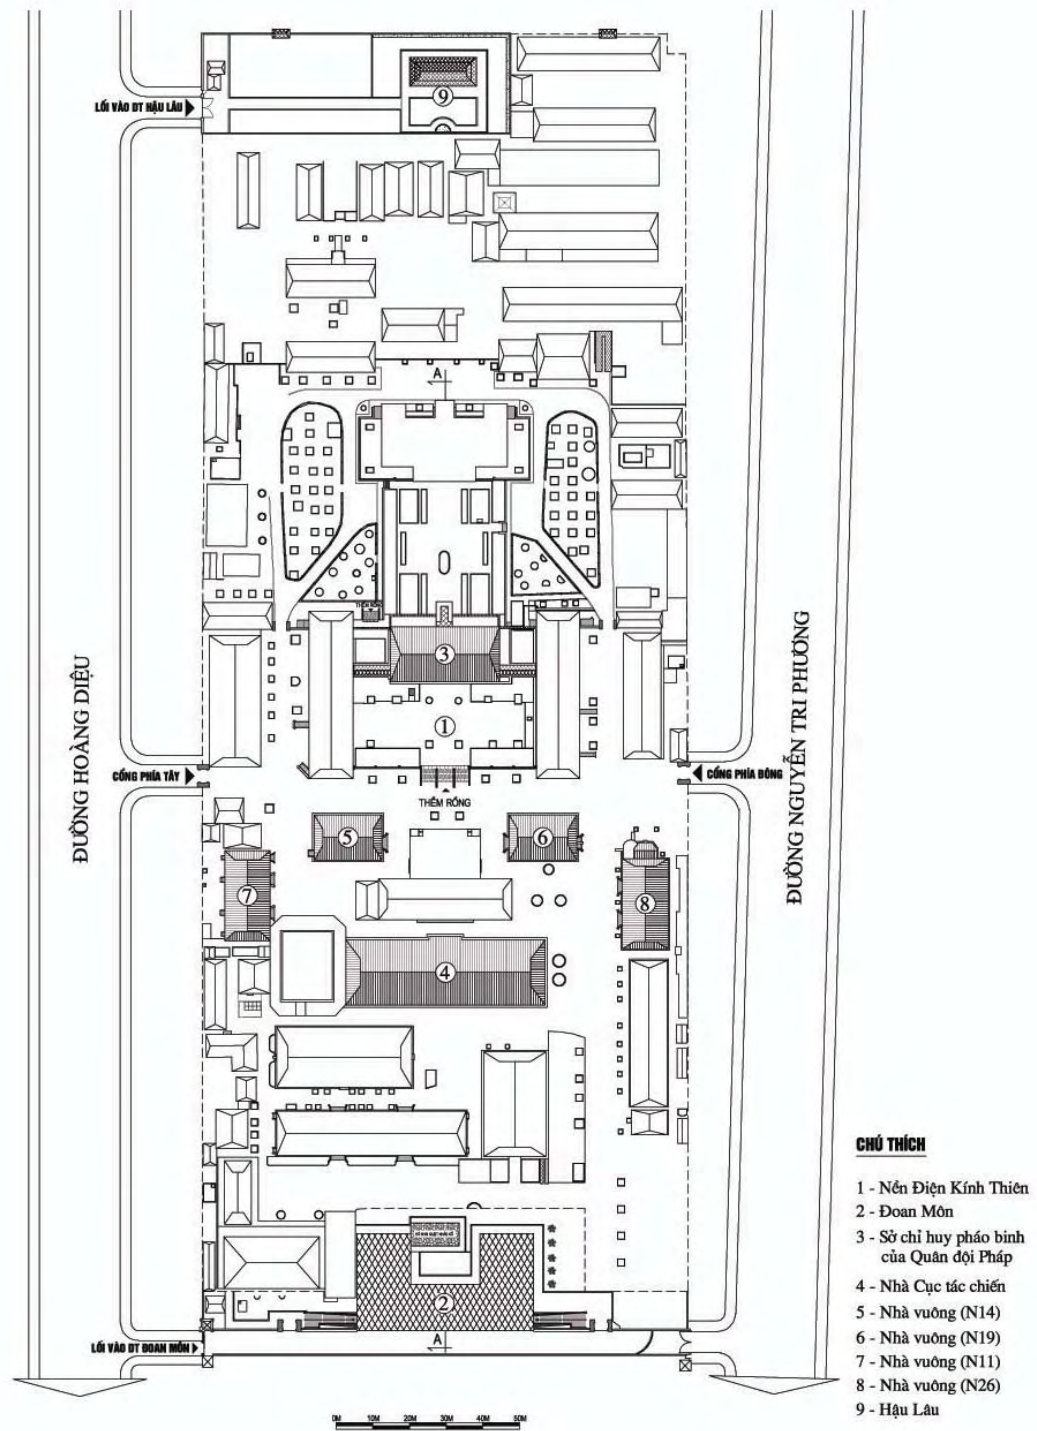 LỐI VÀO DT HẬU LÂU
9
A
THỀM RỒNG
3
1
ĐƯỜNG HOÀNG DIỆU
ĐƯỜNG NGUYỄN TRI PHƯƠNG
CỔNG PHÍA TÂY
CỔNG PHÍA ĐÔNG
THỀM RỒNG
5
6
7
8
4
2
LỐI VÀO DT ĐOAN MÔN
A
CHÚ THÍCH
1 - Nền Điện Kính Thiên
2 - Đoan Môn
3 - Sở chỉ huy pháo binh
của Quân đội Pháp
4 - Nhà Cục tác chiến
5 - Nhà vuông (N14)
6 - Nhà vuông (N19)
7 - Nhà vuông (N11)
8 - Nhà vuông (N26)
9 - Hậu Lâu
0M 10M 20M 30M 40M 50M